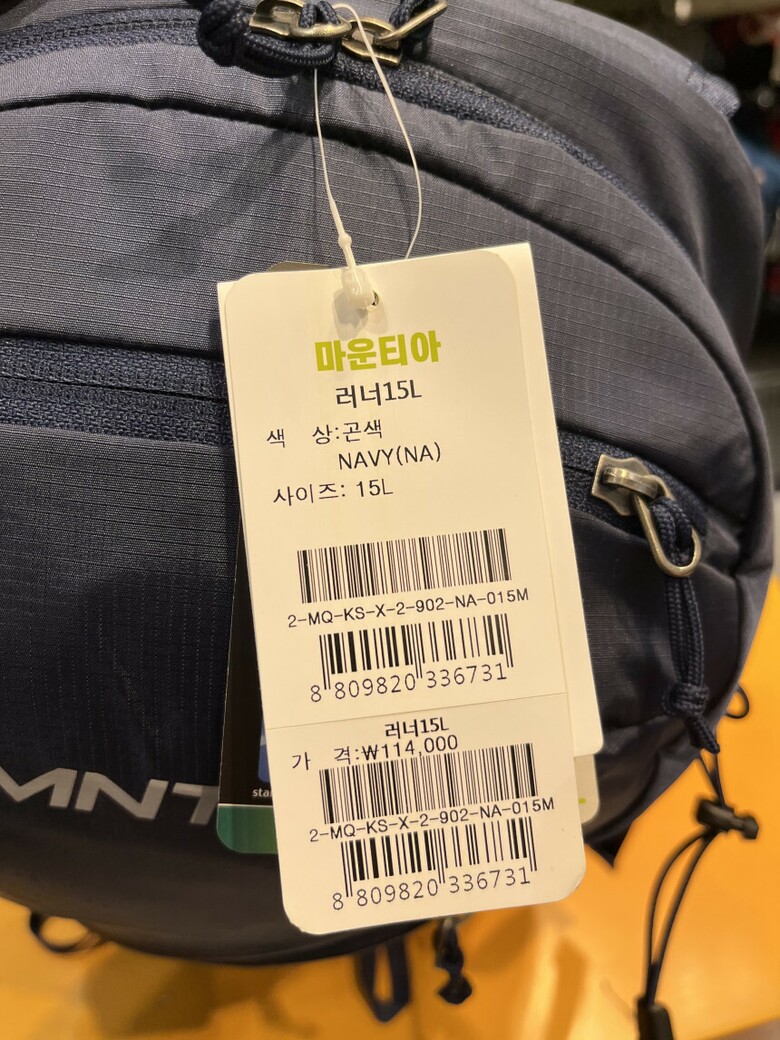 마운티아
러너15L
색 상:곤색
NAVY(NA)
사이즈: 15L
2-MQ-KS-X-2-902-NA-015M
8 809820 336731
러너15L
가 격:₩114,000
2-MQ-KS-X-2-902-NA-015M
8 809820 336731
MNT